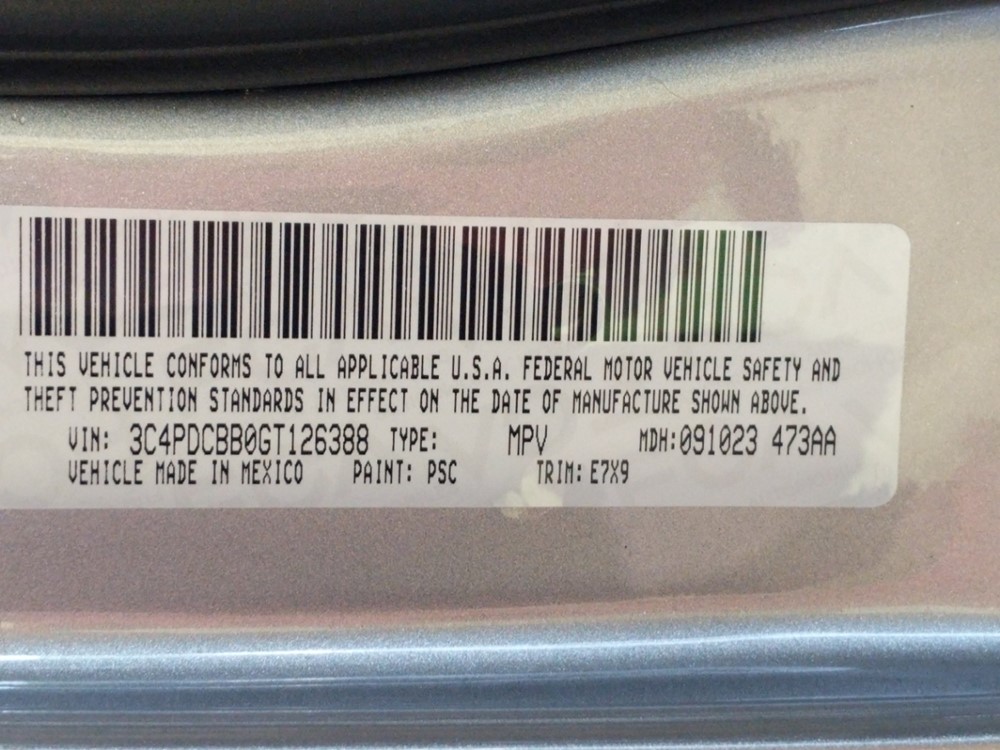 THIS VEHICLE CONFORMS TO ALL APPLICABLE U.S.A. FEDERAL MOTOR VEHICLE SAFETY AND
THEFT PREVENTION STANDARDS IN EFFECT ON THE DATE OF MANUFACTURE SHOWN ABOVE.
VIN: 3C4PDCBB0GT126388 TYPE: MPV MDH:091023 473AA
VEHICLE MADE IN MEXICO PAINT: PSC TRIM: E7X9